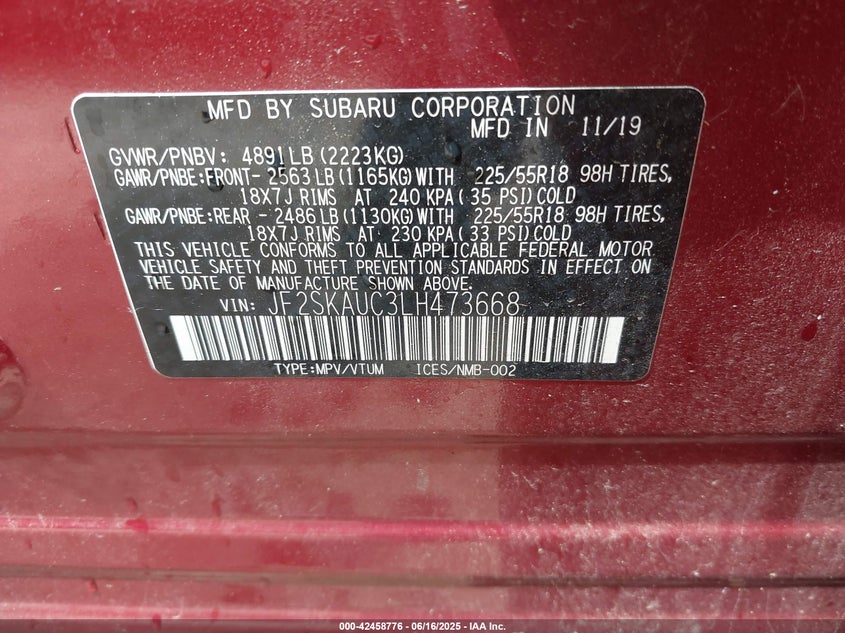 MFD BY SUBARU CORPORATION
MFD IN 11/19
GVWR/PNBV: 4891LB(2223KG)
GAWR/PNBE:FRONT- 2563LB(1165KG)WITH 225/55R18 98H TIRES,
18X7J RIMS AT 240 KPA(35 PSI)COLD
GAWR/PNBE:REAR - 2486LB(1130KG)WITH 225/55R18 98H TIRES,
18X7J RIMS AT 230 KPA(33 PSI)COLD
THIS VEHICLE CONFORMS TO ALL APPLICABLE FEDERAL MOTOR
VEHICLE SAFETY AND THEFT PREVENTION STANDARDS IN EFFECT ON
THE DATE OF MANUFACTURE SHOWN ABOVE.
VIN: JF2SKAUC3LH473668
TYPE:MPV/VTUM ICES/NMB-002
000-42458776 - 06/16/2025 - IAA Inc.